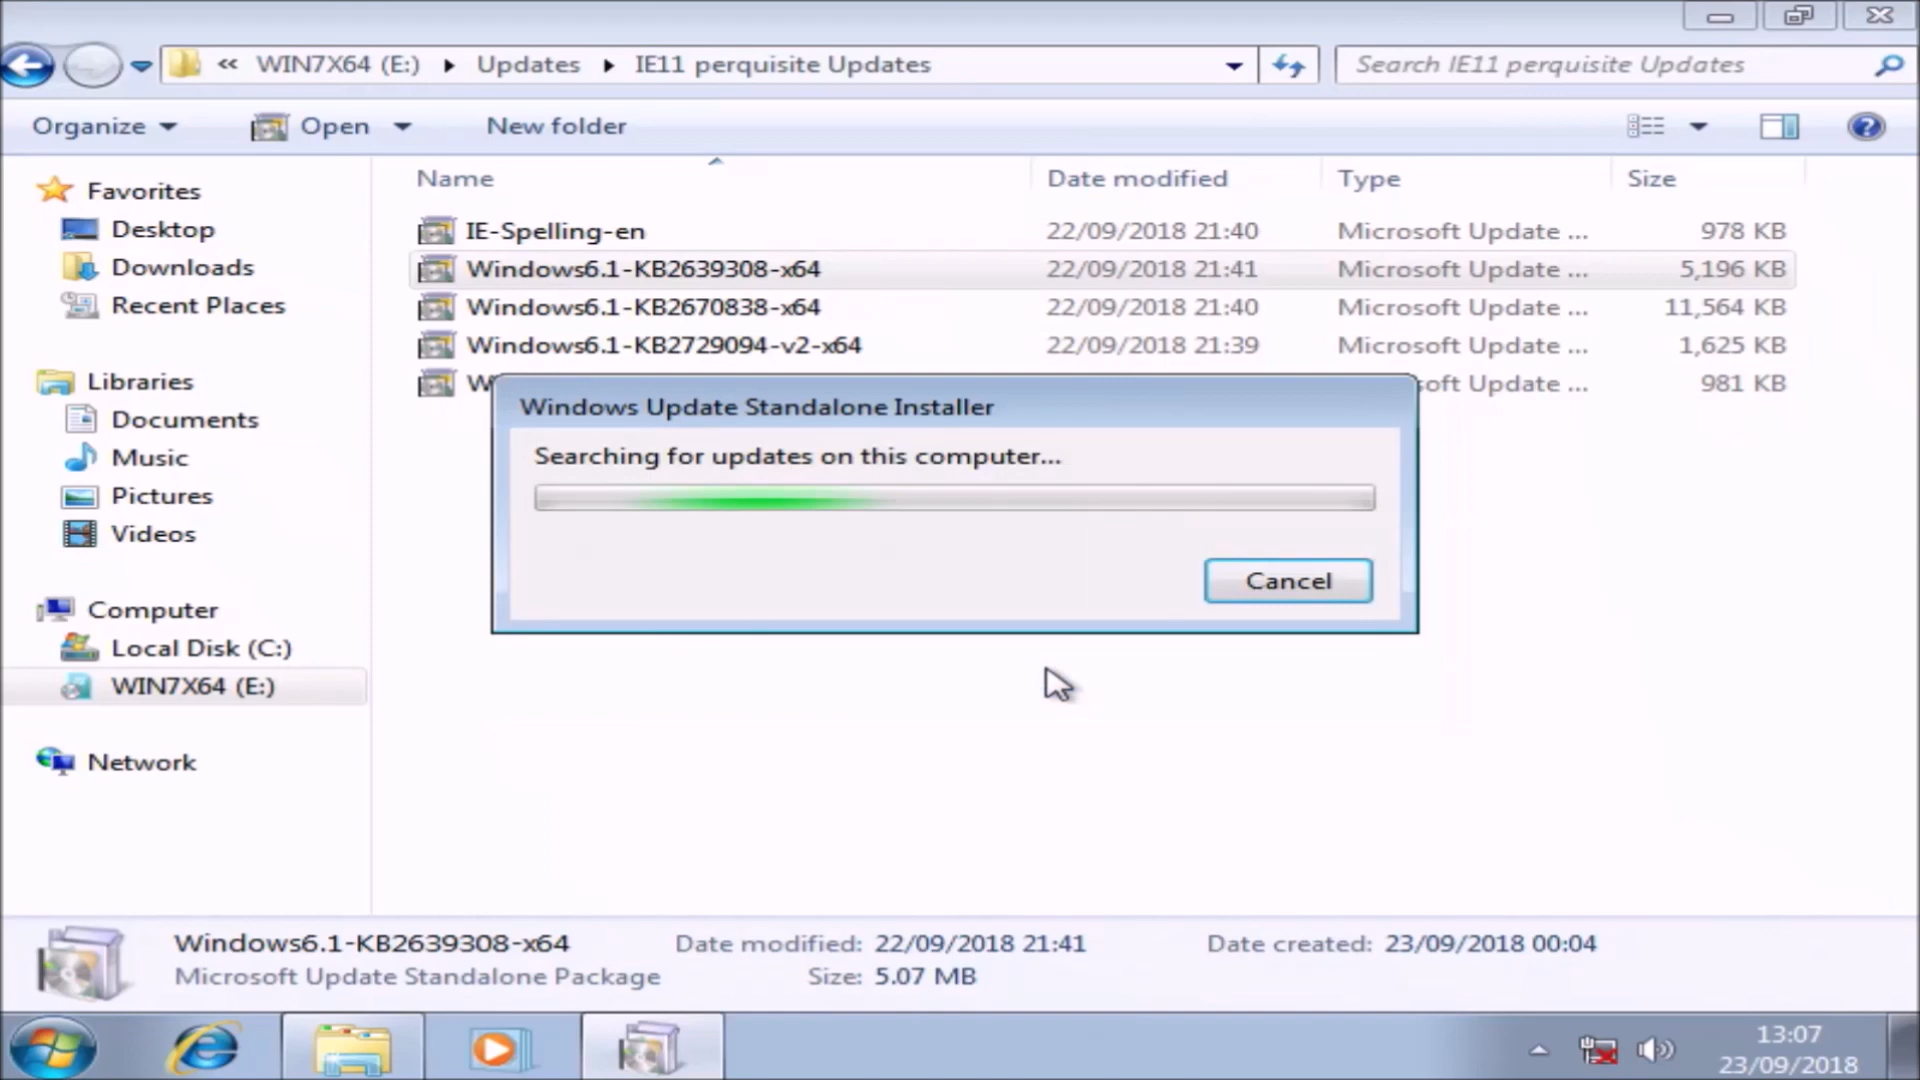 « WIN7X64 (E:) ▸ Updates ▸ IE11 perquisite Updates
Search IE11 perquisite Updates
Organize
Open
New folder
Name Date modified Type Size
IE-Spelling-en 22/09/2018 21:40 Microsoft Update ... 978 KB
Windows6.1-KB2639308-x64 22/09/2018 21:41 Microsoft Update ... 5,196 KB
Windows6.1-KB2670838-x64 22/09/2018 21:40 Microsoft Update ... 11,564 KB
Windows6.1-KB2729094-v2-x64 22/09/2018 21:39 Microsoft Update ... 1,625 KB
Update ... 981 KB
Favorites
Desktop
Downloads
Recent Places
Libraries
Documents
Music
Pictures
Videos
Computer
Local Disk (C:)
WIN7X64 (E:)
Network
Windows Update Standalone Installer
Searching for updates on this computer...
Cancel
Windows6.1-KB2639308-x64 Date modified: 22/09/2018 21:41 Date created: 23/09/2018 00:04
Microsoft Update Standalone Package Size: 5.07 MB
13:07
23/09/2018